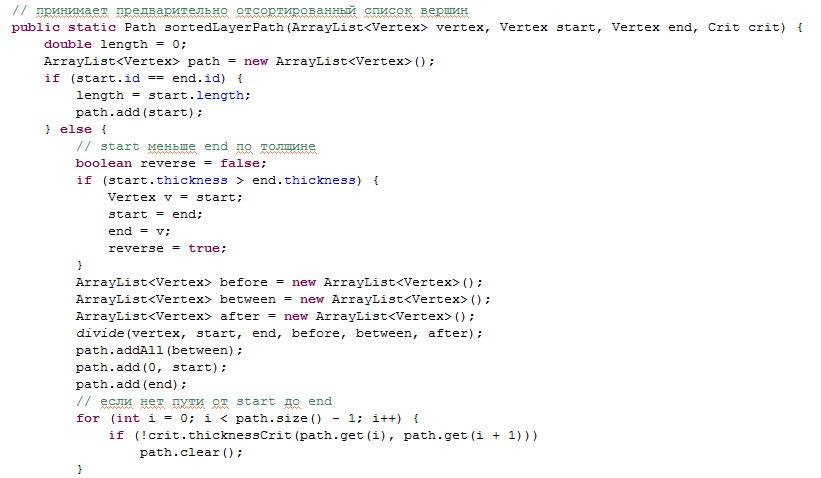 // принимает предварительно отсортированный список вершин
public static Path sortedLayerPath(ArrayList<Vertex> vertex, Vertex start, Vertex end, Crit crit) {
    double length = 0;
    ArrayList<Vertex> path = new ArrayList<Vertex>();
    if (start.id == end.id) {
        length = start.length;
        path.add(start);
    } else {
        // start меньше end по толщине
        boolean reverse = false;
        if (start.thickness > end.thickness) {
            Vertex v = start;
            start = end;
            end = v;
            reverse = true;
        }
        ArrayList<Vertex> before = new ArrayList<Vertex>();
        ArrayList<Vertex> between = new ArrayList<Vertex>();
        ArrayList<Vertex> after = new ArrayList<Vertex>();
        divide(vertex, start, end, before, between, after);
        path.addAll(between);
        path.add(0, start);
        path.add(end);
        // если нет пути от start до end
        for (int i = 0; i < path.size() - 1; i++) {
            if (!crit.thicknessCrit(path.get(i), path.get(i + 1)))
                path.clear();
        }